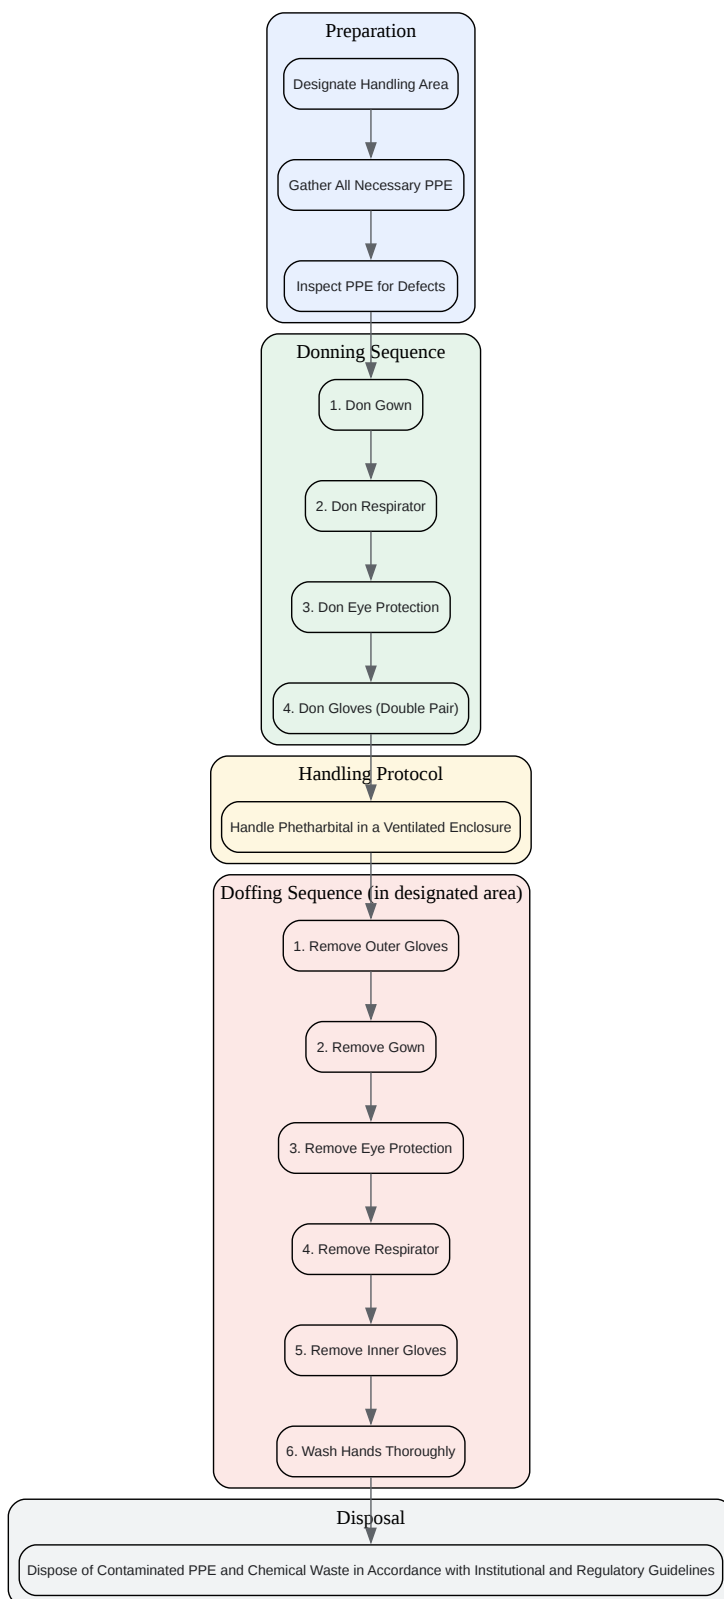 Preparation
Designate Handling Area
Gather All Necessary PPE
Inspect PPE for Defects
Donning Sequence
1. Don Gown
2. Don Respirator
3. Don Eye Protection
4. Don Gloves (Double Pair)
Handling Protocol
Handle Phetharbital in a Ventilated Enclosure
Doffing Sequence (in designated area)
1. Remove Outer Gloves
2. Remove Gown
3. Remove Eye Protection
4. Remove Respirator
5. Remove Inner Gloves
6. Wash Hands Thoroughly
Disposal
Dispose of Contaminated PPE and Chemical Waste in Accordance with Institutional and Regulatory Guidelines